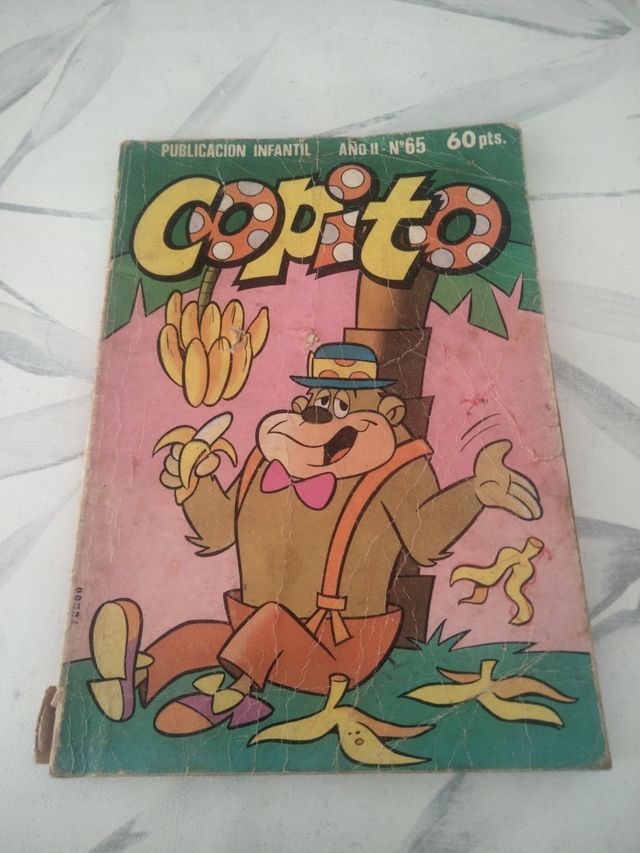 PUBLICACION INFANTIL AÑO II - Nº65 60 pts.
copito